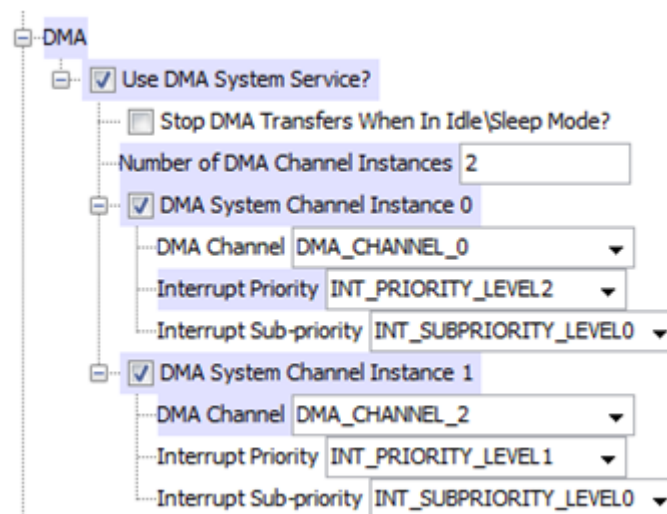 DMA
Use DMA System Service?
Stop DMA Transfers When In Idle\Sleep Mode?
Number of DMA Channel Instances 2
DMA System Channel Instance 0
DMA Channel DMA_CHANNEL_0
Interrupt Priority INT_PRIORITY_LEVEL2
Interrupt Sub-priority INT_SUBPRIORITY_LEVEL0
DMA System Channel Instance 1
DMA Channel DMA_CHANNEL_2
Interrupt Priority INT_PRIORITY_LEVEL1
Interrupt Sub-priority INT_SUBPRIORITY_LEVEL0